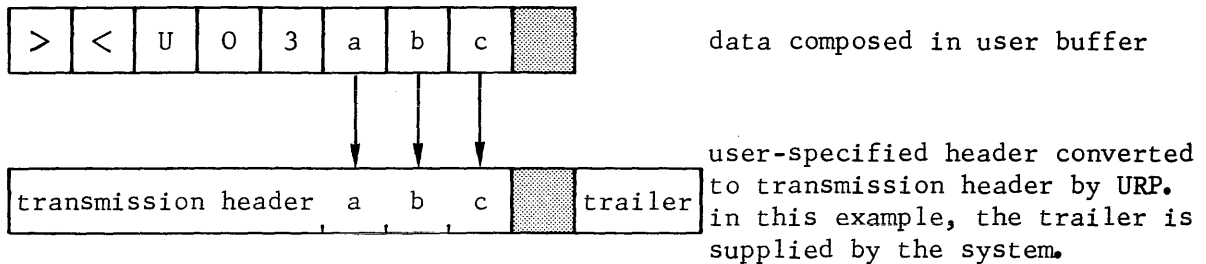 > < U 0 3 a b c
data composed in user buffer
transmission header a b c trailer
user-specified header converted
to transmission header by URP.
in this example, the trailer is
supplied by the system.